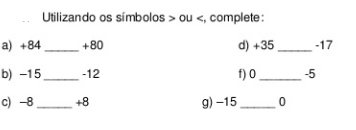 Utilizando os símbolos > ou <, complete:
a) +84 _____ +80 d) +35 _____ -17
b) –15 _____ -12 f) 0 ______ -5
c) –8 _____ +8 g) –15 _____ 0